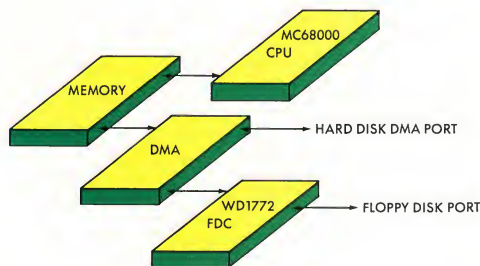 MC68000
CPU
MEMORY
DMA
HARD DISK DMA PORT
WD1772
FDC
FLOPPY DISK PORT